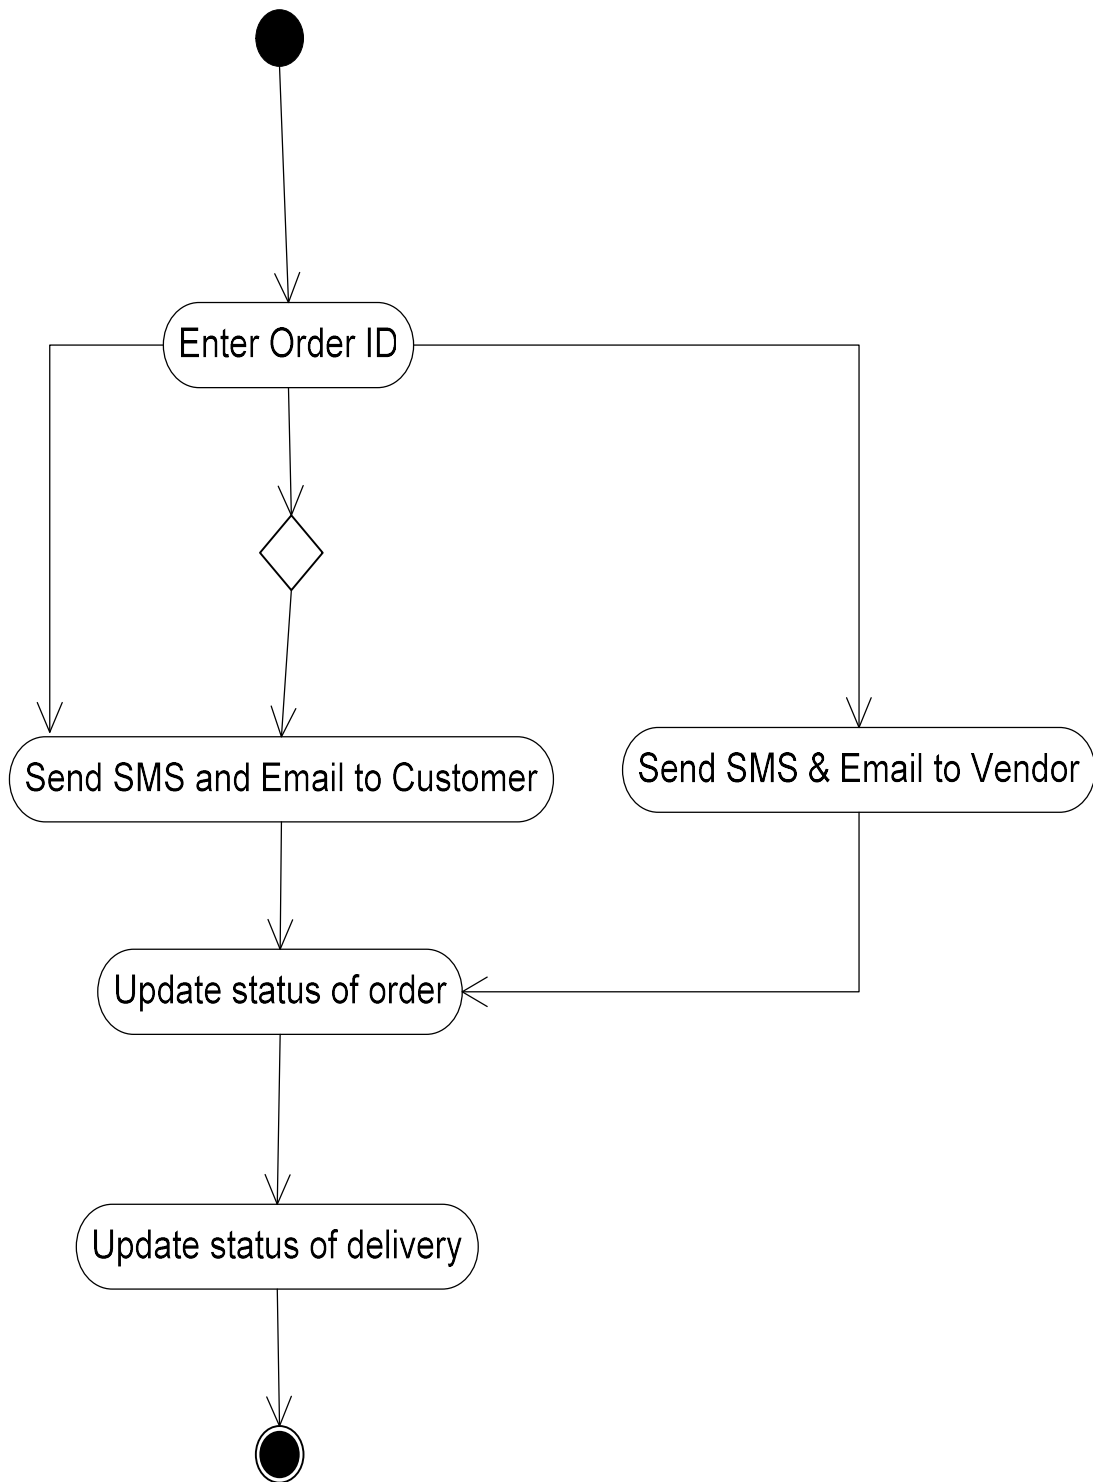 Enter Order ID
Send SMS and Email to Customer
Send SMS & Email to Vendor
Update status of order
Update status of delivery